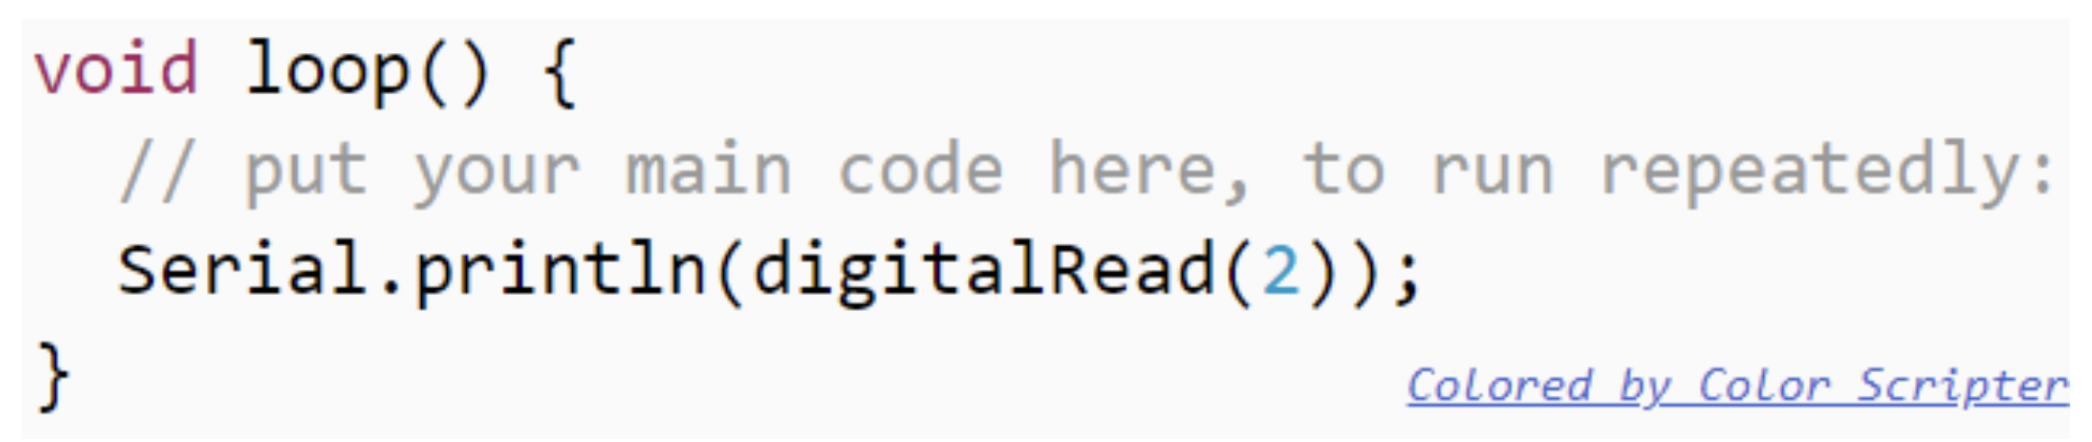 void loop() {
  // put your main code here, to run repeatedly:
  Serial.println(digitalRead(2));
}
Colored by Color Scripter